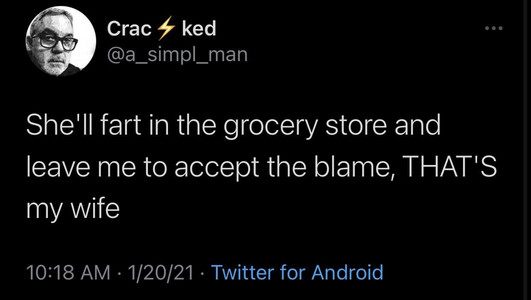 Crac⚡ked
@a_simpl_man
She'll fart in the grocery store and
leave me to accept the blame, THAT'S
my wife
10:18 AM · 1/20/21 · Twitter for Android